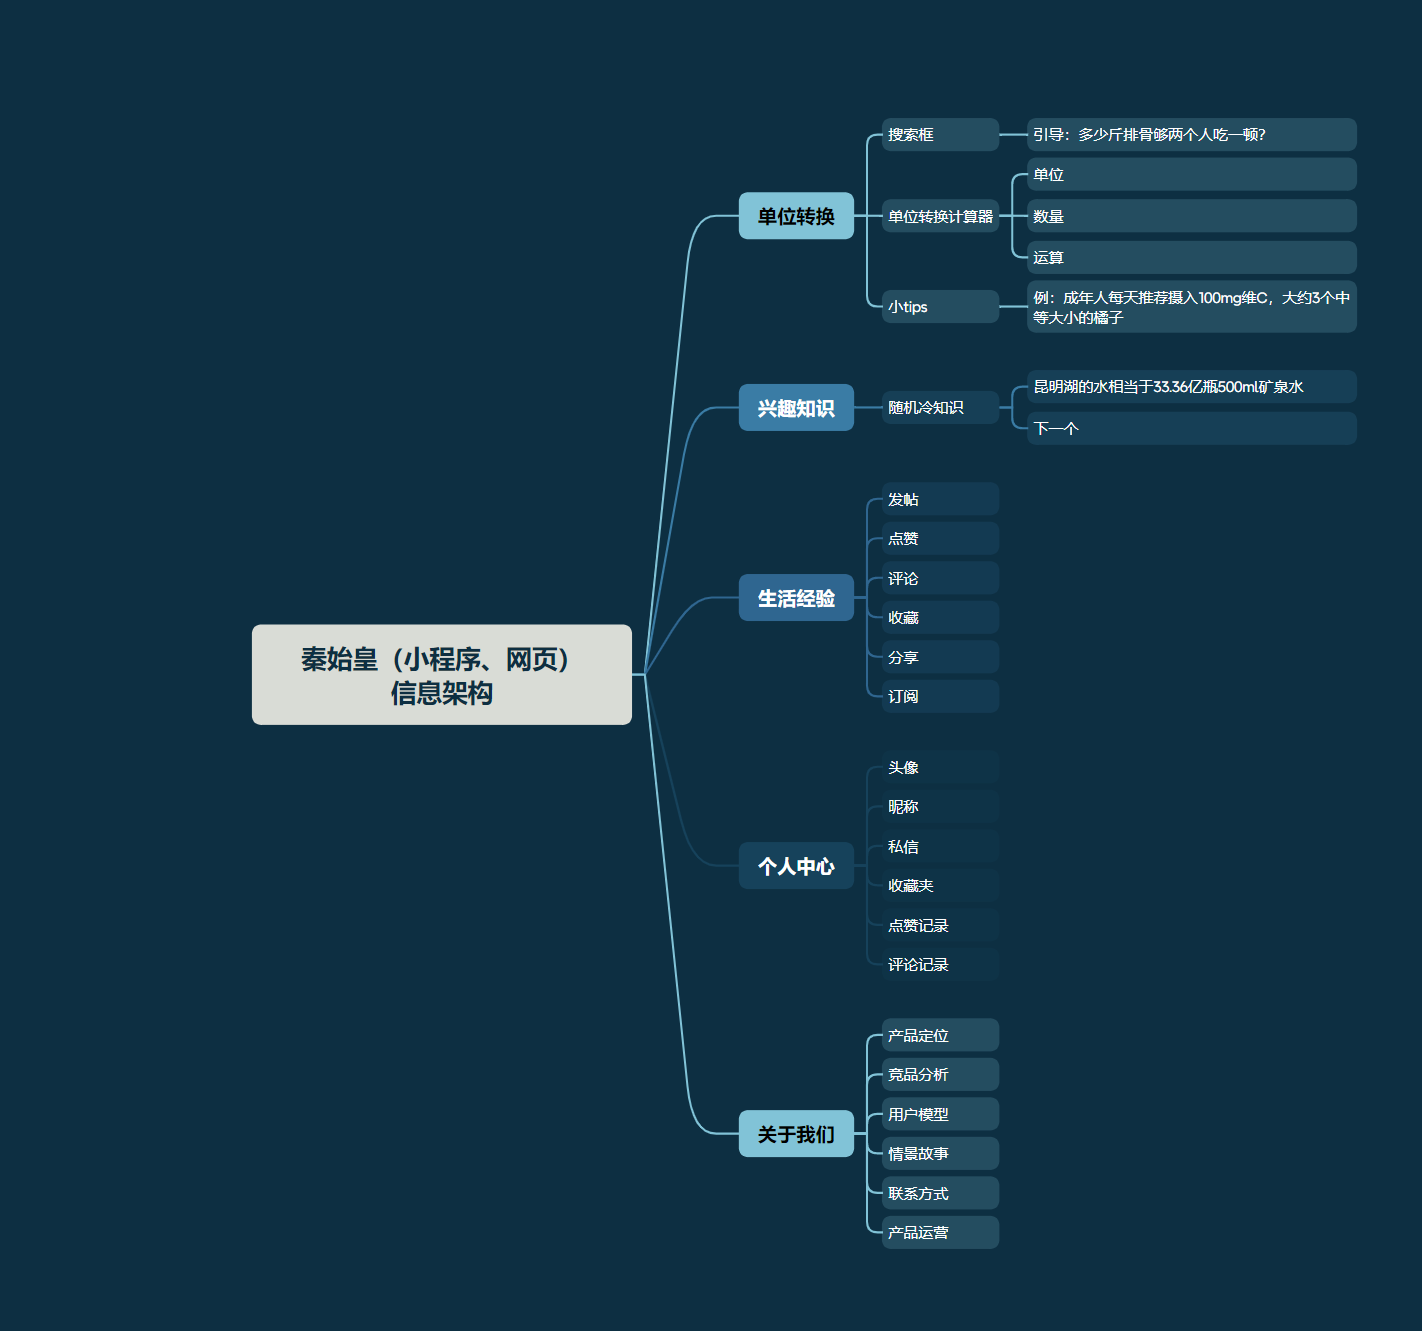 秦始皇（小程序、网页）
信息架构
单位转换
搜索框
引导：多少斤排骨够两个人吃一顿？
单位转换计算器
单位
数量
运算
小tips
例：成年人每天推荐摄入100mg维C，大约3个中
等大小的橘子
兴趣知识
随机冷知识
昆明湖的水相当于33.36亿瓶500ml矿泉水
下一个
生活经验
发帖
点赞
评论
收藏
分享
订阅
个人中心
头像
昵称
私信
收藏夹
点赞记录
评论记录
关于我们
产品定位
竞品分析
用户模型
情景故事
联系方式
产品运营